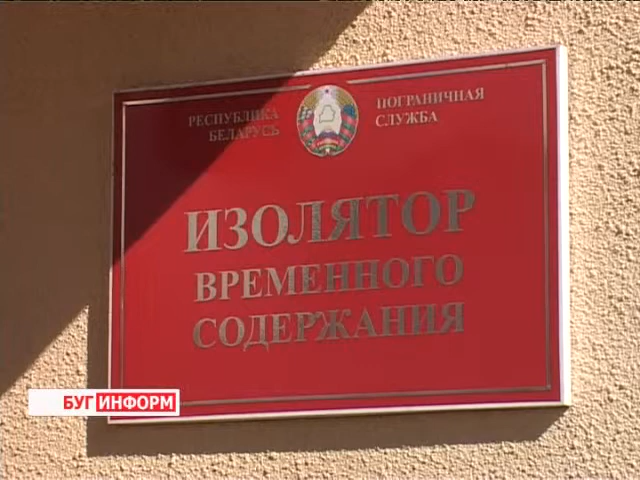 РЕСПУБЛИКА
БЕЛАРУСЬ
ПОГРАНИЧНАЯ
СЛУЖБА
ИЗОЛЯТОР
ВРЕМЕННОГО
СОДЕРЖАНИЯ
БУГИНФОРМ